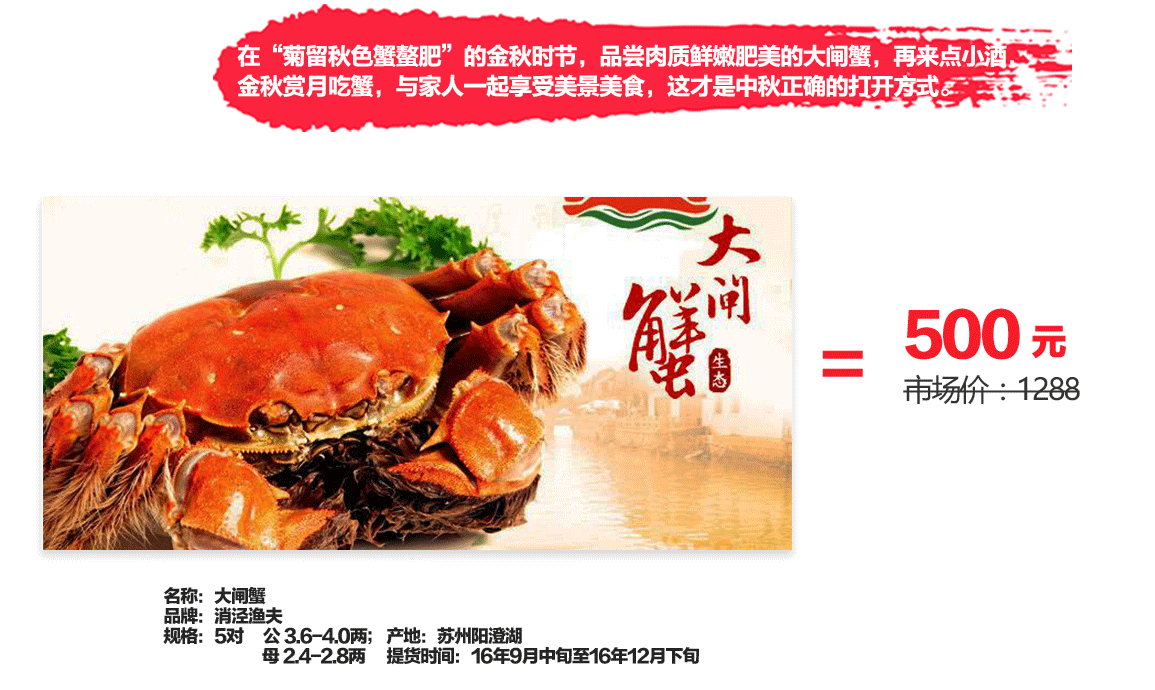 在“菊留秋色蟹螯肥”的金秋时节，品尝肉质鲜嫩肥美的大闸蟹，再来点小酒，
金秋赏月吃蟹，与家人一起享受美景美食，这才是中秋正确的打开方式。
大闸
蟹
生态
=
500 元
市场价：1288
名称：大闸蟹
品牌：消泾渔夫
规格：5对 公 3.6-4.0两； 产地：苏州阳澄湖
母 2.4-2.8两 提货时间：16年9月中旬至16年12月下旬